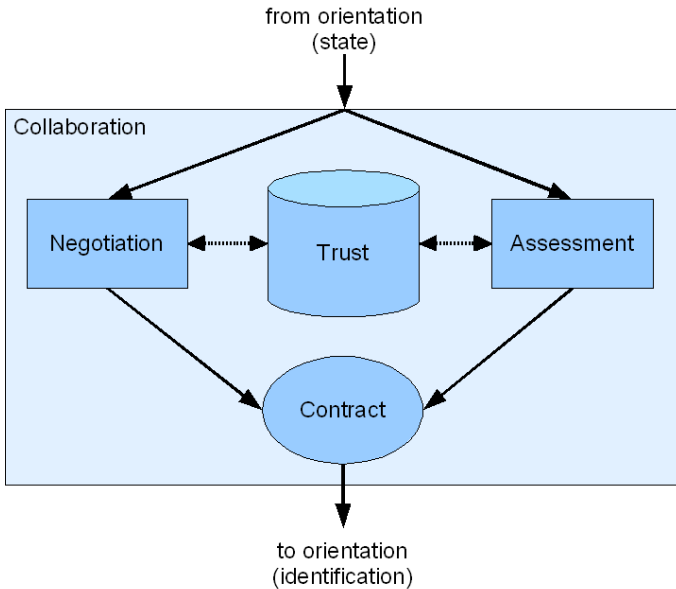 from orientation
(state)
Collaboration
Negotiation
Trust
Assessment
Contract
to orientation
(identification)